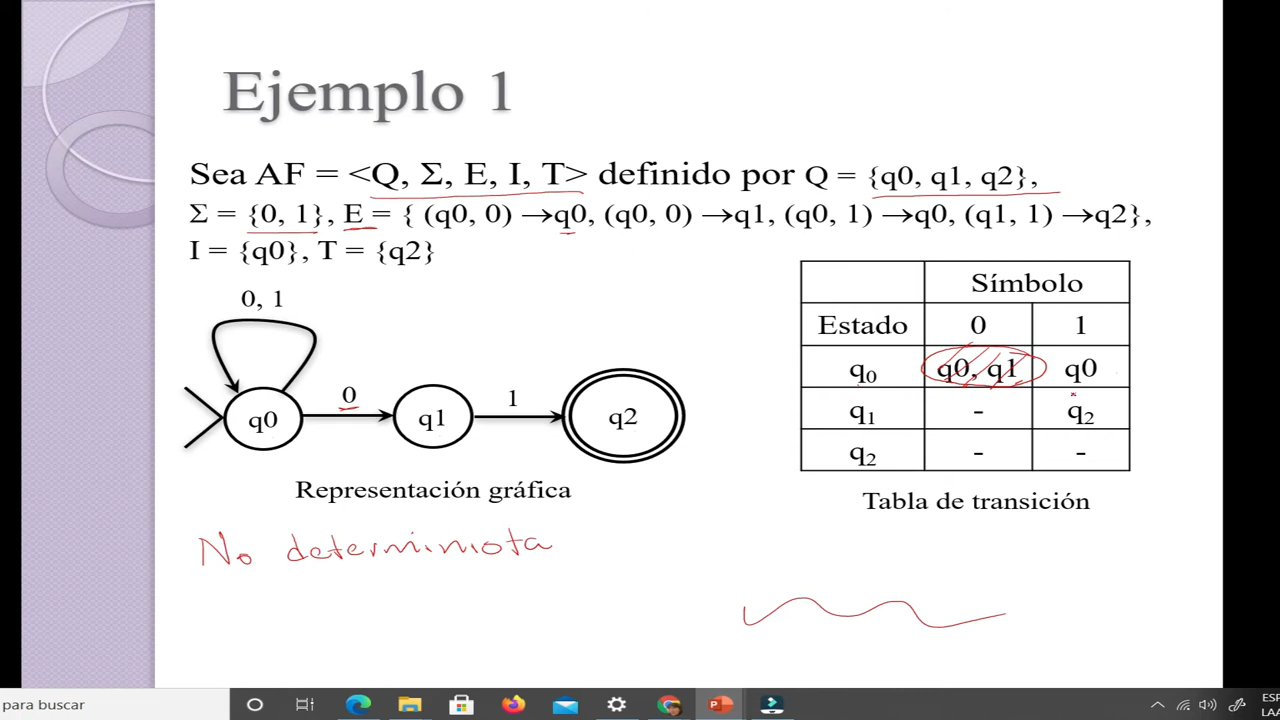 Ejemplo 1
Sea AF = <Q, Σ, E, I, T> definido por Q = {q0, q1, q2},
Σ = {0, 1}, E = { (q0, 0) →q0, (q0, 0) →q1, (q0, 1) →q0, (q1, 1) →q2},
I = {q0}, T = {q2}
0, 1
q0
0
q1
1
q2
Representación gráfica
Símbolo
Estado 0 1
q₀ q0, q1 q0
q₁ - q₂
q₂ - -
Tabla de transición
No determinista
para buscar
ESP
LAA